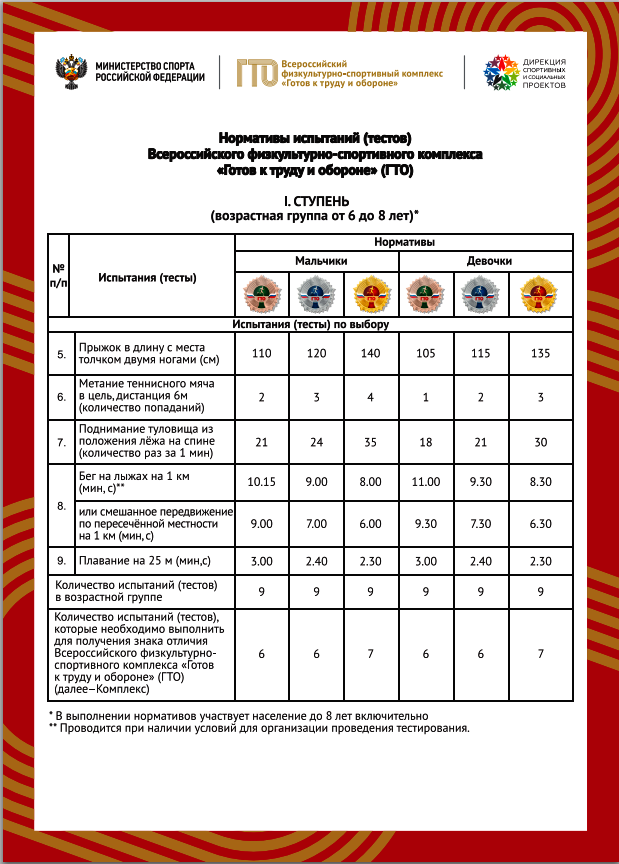 МИНИСТЕРСТВО СПОРТА
РОССИЙСКОЙ ФЕДЕРАЦИИ
ГТО
Всероссийский
физкультурно-спортивный комплекс
«Готов к труду и обороне»
ДИРЕКЦИЯ
СПОРТИВНЫХ
И СОЦИАЛЬНЫХ
ПРОЕКТОВ
Нормативы испытаний (тестов)
Всероссийского физкультурно-спортивного комплекса
«Готов к труду и обороне» (ГТО)
I. СТУПЕНЬ
(возрастная группа от 6 до 8 лет)*
№
п/п
Испытания (тесты)
Нормативы
Мальчики Девочки
ГТО ГТО ГТО ГТО ГТО ГТО
Испытания (тесты) по выбору
5. Прыжок в длину с места
толчком двумя ногами (см)
110 120 140 105 115 135
6. Метание теннисного мяча
в цель, дистанция 6м
(количество попаданий)
2 3 4 1 2 3
7. Поднимание туловища из
положения лёжа на спине
(количество раз за 1 мин)
21 24 35 18 21 30
8. Бег на лыжах на 1 км
(мин, с)**
10.15 9.00 8.00 11.00 9.30 8.30
или смешанное передвижение
по пересечённой местности
на 1 км (мин, с)
9.00 7.00 6.00 9.30 7.30 6.30
9. Плавание на 25 м (мин,с) 3.00 2.40 2.30 3.00 2.40 2.30
Количество испытаний (тестов)
в возрастной группе
9 9 9 9 9 9
Количество испытаний (тестов),
которые необходимо выполнить
для получения знака отличия
Всероссийского физкультурно-
спортивного комплекса «Готов
к труду и обороне» (ГТО)
(далее–Комплекс)
6 6 7 6 6 7
* В выполнении нормативов участвует население до 8 лет включительно
** Проводится при наличии условий для организации проведения тестирования.